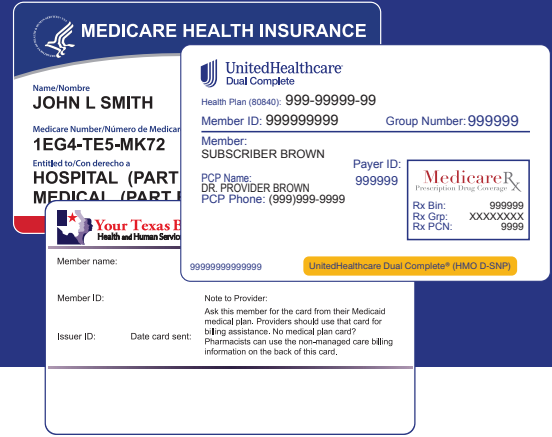 MEDICARE HEALTH INSURANCE
Name/Nombre
JOHN L SMITH
Medicare Number/Número de Medicar
1EG4-TE5-MK72
Entitled to/Con derecho a
HOSPITAL (PART
MEDICAL (PART
UnitedHealthcare
Dual Complete
Health Plan (80840): 999-99999-99
Member ID: 999999999 Group Number: 999999
Member:
SUBSCRIBER BROWN
Payer ID:
999999
PCP Name:
DR. PROVIDER BROWN
PCP Phone: (999)999-9999
MedicareRx
Prescription Drug Coverage
Rx Bin: 999999
Rx Grp: XXXXXXXX
Rx PCN: 9999
99999999999999 UnitedHealthcare Dual Complete® (HMO D-SNP)
Your Texas B
Health and Human Servic
Member name:
Member ID:
Note to Provider:
Ask this member for the card from their Medicaid
medical plan. Providers should use that card for
billing assistance. No medical plan card?
Pharmacists can use the non-managed care billing
information on the back of this card.
Issuer ID: Date card sent: